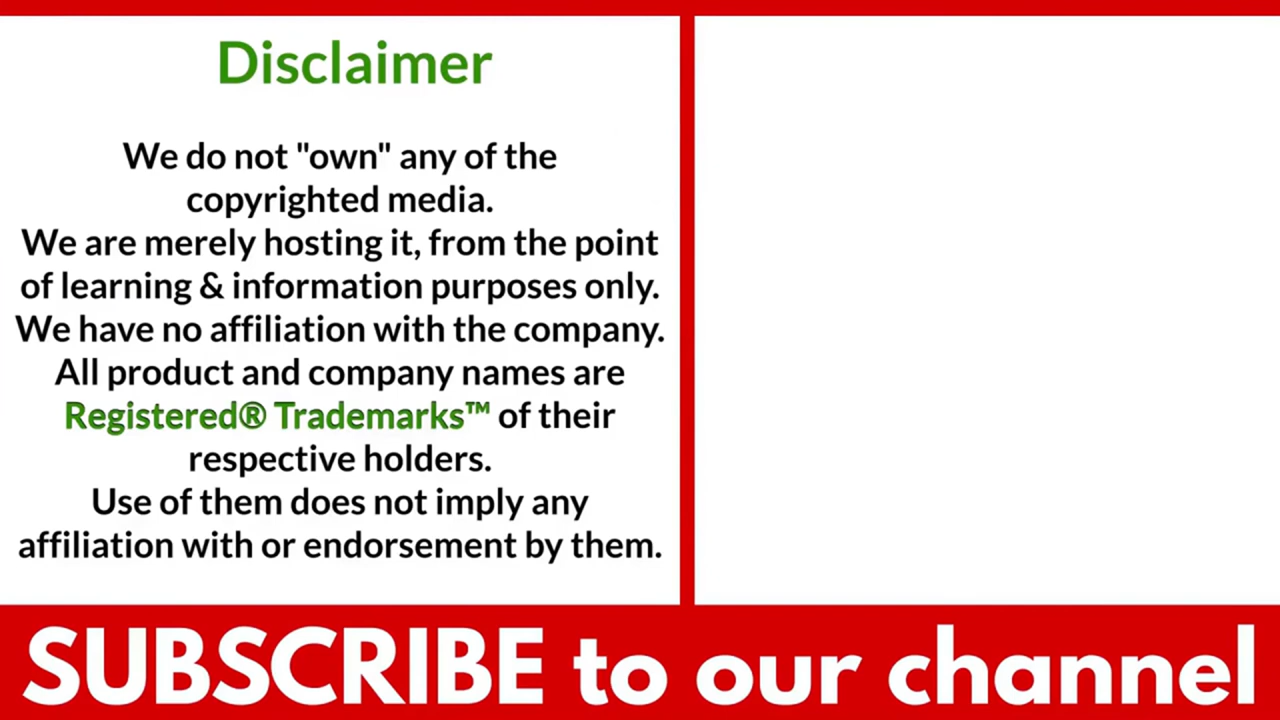 Disclaimer
We do not "own" any of the
copyrighted media.
We are merely hosting it, from the point
of learning & information purposes only.
We have no affiliation with the company.
All product and company names are
Registered® Trademarks™ of their
respective holders.
Use of them does not imply any
affiliation with or endorsement by them.
SUBSCRIBE to our channel